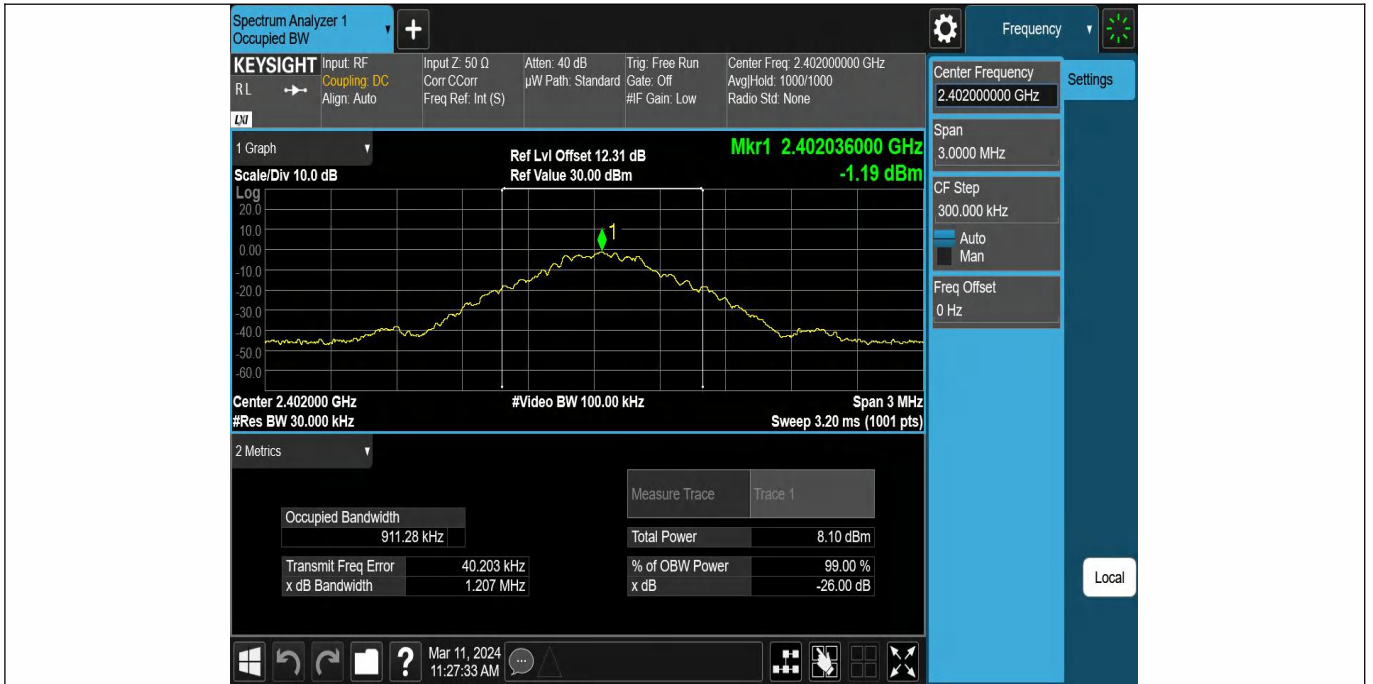 Spectrum Analyzer 1
Occupied BW
+
Frequency
KEYSIGHT
RL
LXI
Input: RF
Coupling: DC
Align: Auto
Input Z: 50 Ω
Corr CCorr
Freq Ref: Int (S)
Atten: 40 dB
µW Path: Standard
Trig: Free Run
Gate: Off
#IF Gain: Low
Center Freq: 2.402000000 GHz
Avg|Hold: 1000/1000
Radio Std: None
Center Frequency
2.402000000 GHz
Settings
Span
3.0000 MHz
CF Step
300.000 kHz
Auto
Man
Freq Offset
0 Hz
Local
1 Graph
Scale/Div 10.0 dB
Ref Lvl Offset 12.31 dB
Ref Value 30.00 dBm
Mkr1 2.402036000 GHz
-1.19 dBm
Log
20.0
10.0
0.00
-10.0
-20.0
-30.0
-40.0
-50.0
-60.0
1
Center 2.402000 GHz
#Video BW 100.00 kHz
Span 3 MHz
#Res BW 30.000 kHz
Sweep 3.20 ms (1001 pts)
2 Metrics
Measure Trace
Trace 1
Occupied Bandwidth
911.28 kHz
Total Power
8.10 dBm
Transmit Freq Error
40.203 kHz
% of OBW Power
99.00 %
x dB Bandwidth
1.207 MHz
x dB
-26.00 dB
?
Mar 11, 2024
11:27:33 AM